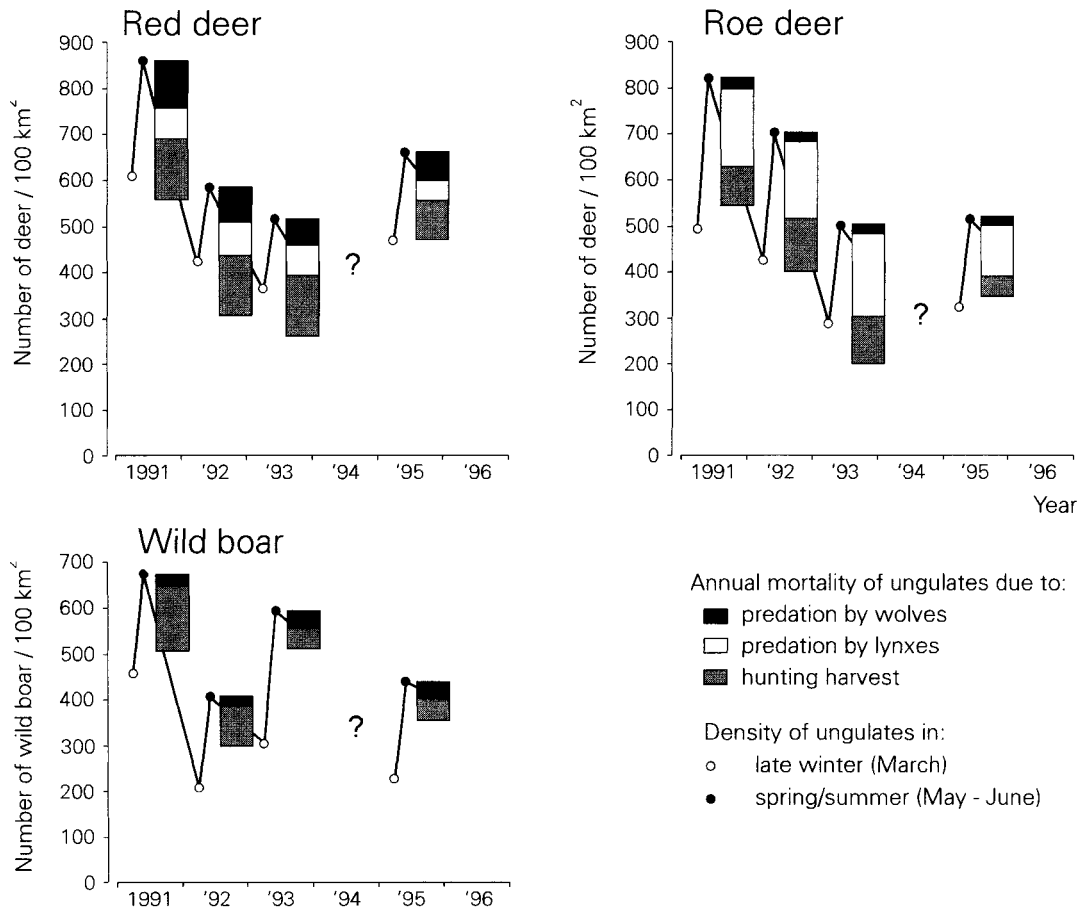 Red deer
Number of deer / 100 km²
900
800
700
600
500
400
300
200
100
0
?
1991 '92 '93 '94 '95 '96
Roe deer
Number of deer / 100 km²
900
800
700
600
500
400
300
200
100
0
?
1991 '92 '93 '94 '95 '96
Year
Wild boar
Number of wild boar / 100 km²
700
600
500
400
300
200
100
0
?
1991 '92 '93 '94 '95 '96
Annual mortality of ungulates due to:
predation by wolves
predation by lynxes
hunting harvest
Density of ungulates in:
late winter (March)
spring/summer (May - June)